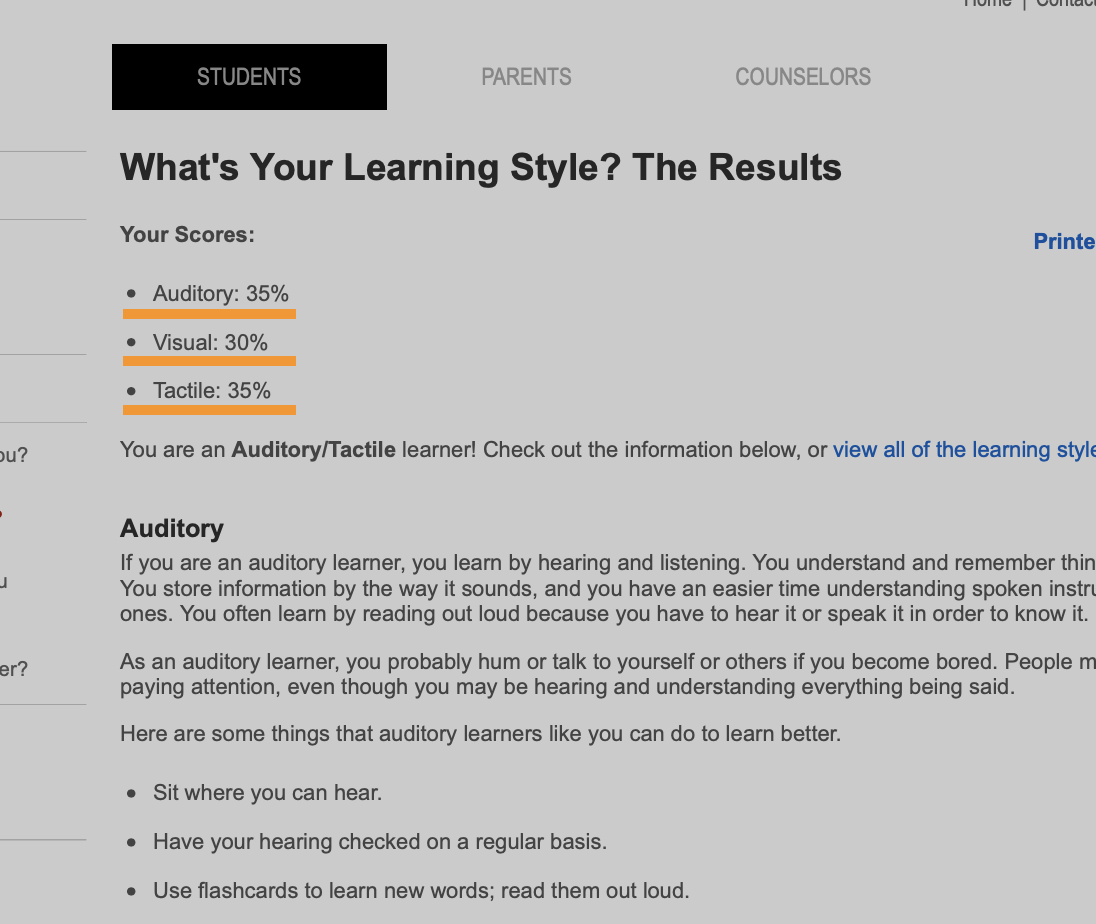 Home | Contact
STUDENTS PARENTS COUNSELORS
What's Your Learning Style? The Results
Your Scores:
Printe
• Auditory: 35%
• Visual: 30%
• Tactile: 35%
You are an Auditory/Tactile learner! Check out the information below, or view all of the learning style
ou?
Auditory
If you are an auditory learner, you learn by hearing and listening. You understand and remember thin
u
You store information by the way it sounds, and you have an easier time understanding spoken instru
ones. You often learn by reading out loud because you have to hear it or speak it in order to know it.
er?
As an auditory learner, you probably hum or talk to yourself or others if you become bored. People m
paying attention, even though you may be hearing and understanding everything being said.
Here are some things that auditory learners like you can do to learn better.
• Sit where you can hear.
• Have your hearing checked on a regular basis.
• Use flashcards to learn new words; read them out loud.